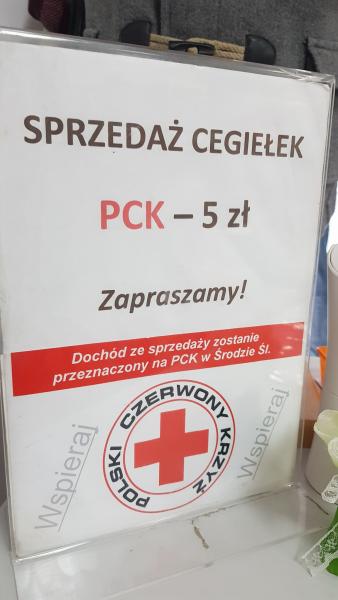 SPRZEDAŻ CEGIEŁEK
PCK – 5 zł
Zapraszamy!
Dochód ze sprzedaży zostanie
przeznaczony na PCK w Środzie Śl.
Wspieraj
POLSKI CZERWONY KRZYŻ
Wspieraj